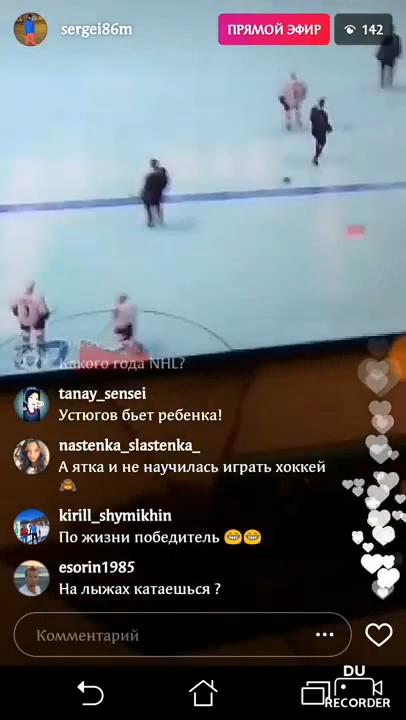 sergei86m
ПРЯМОЙ ЭФИР
142
Какого года NHL?
tanay_sensei
Устюгов бьет ребенка!
nastenka_slastenka_
А ятка и не научилась играть хоккей
🙈
kirill_shymikhin
По жизни победитель 😂😂
esorin1985
На лыжах катаешься ?
Комментарий
DU
RECORDER